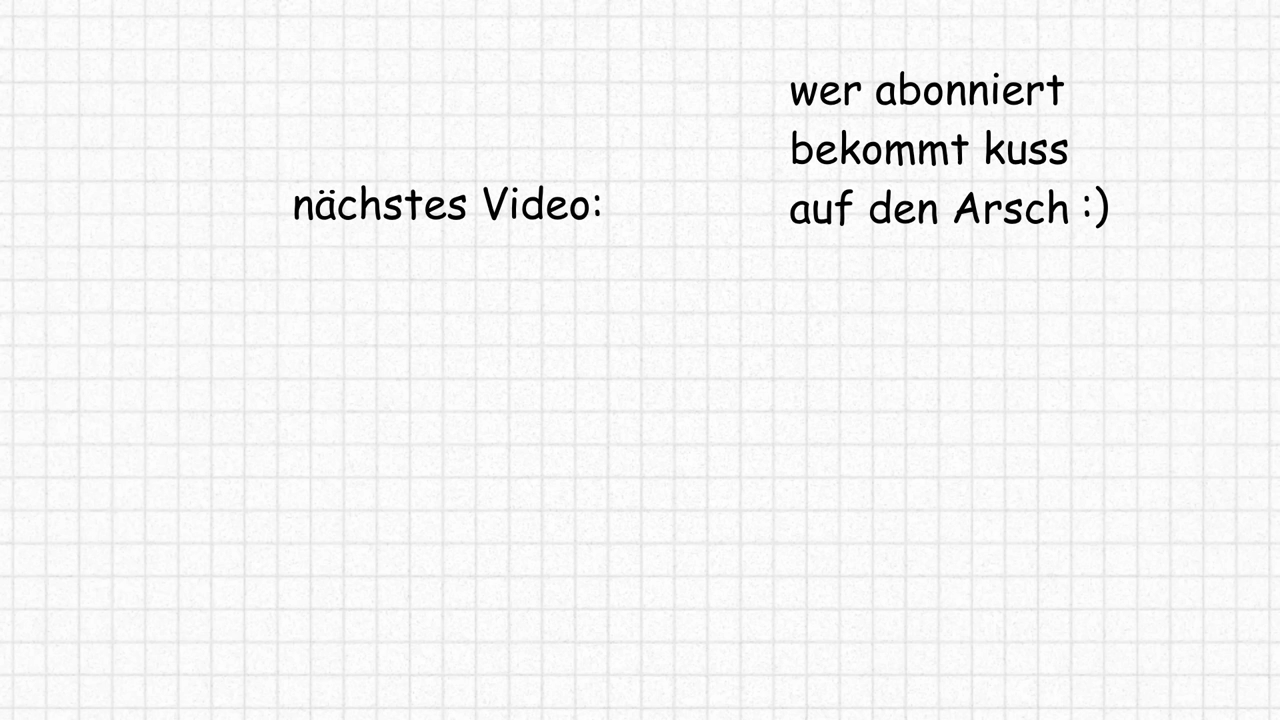 nächstes Video:
wer abonniert
bekommt kuss
auf den Arsch :)